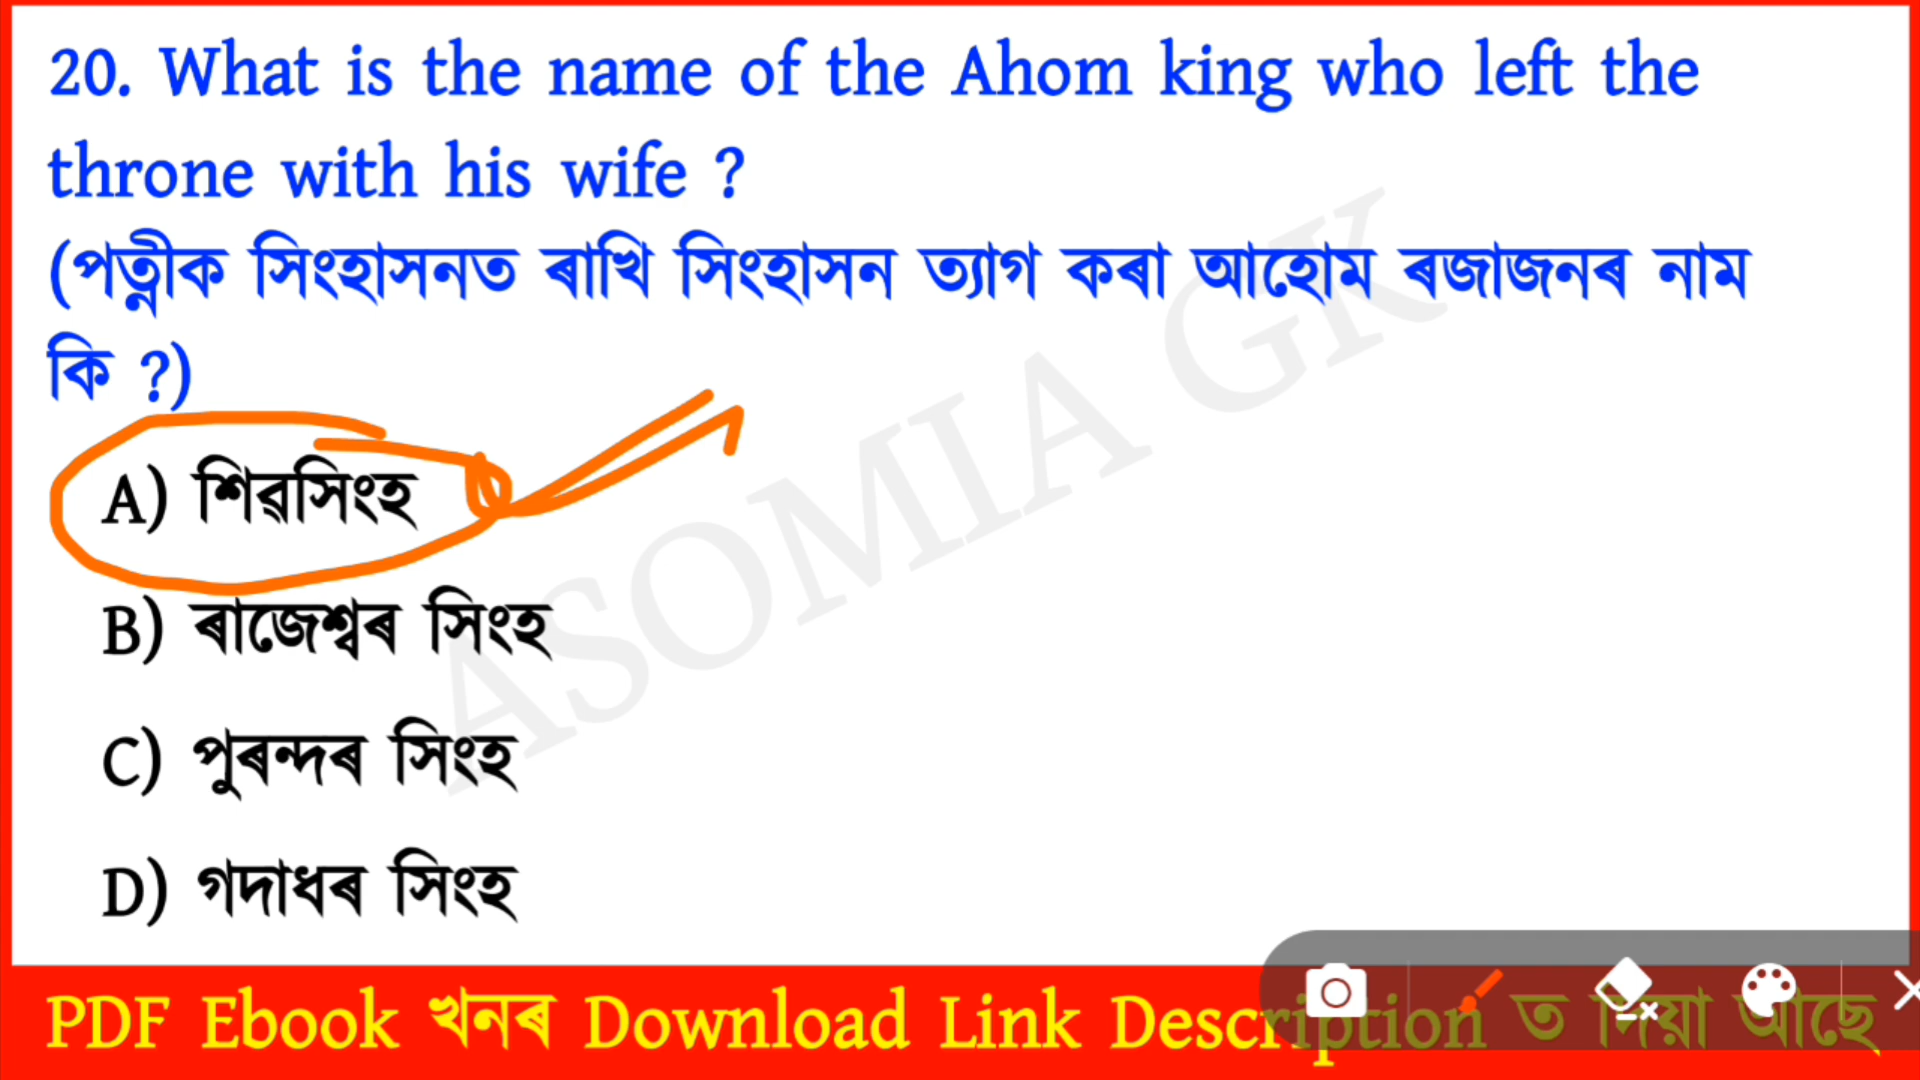 20. What is the name of the Ahom king who left the
throne with his wife ?
(পত্নীক সিংহাসনত ৰাখি সিংহাসন ত্যাগ কৰা আহোম ৰজাজনৰ নাম
কি ?)
A) শিৱসিংহ
B) ৰাজেশ্বৰ সিংহ
C) পুৰন্দৰ সিংহ
D) গদাধৰ সিংহ
ASOMIA GK
PDF Ebook খনৰ Download Link Description ত দিয়া আছে